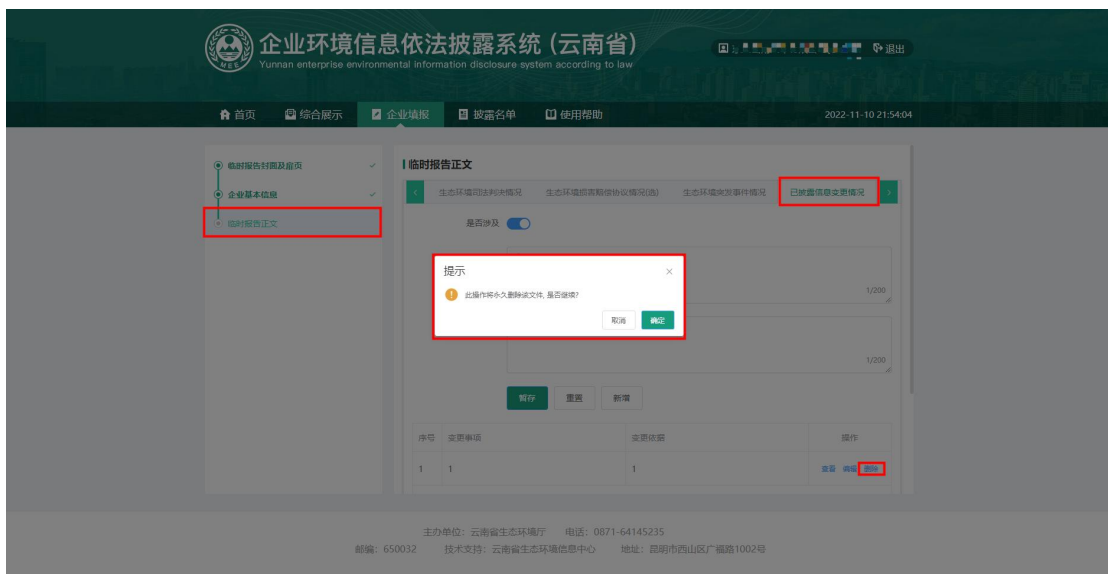 企业环境信息依法披露系统 (云南省)
Yunnan enterprise environmental information disclosure system according to law
退出
首页 综合展示 企业填报 披露名单 使用帮助 2022-11-10 21:54:04
临时报告封面及扉页
企业基本信息
临时报告正文
临时报告正文
生态环境司法判决情况 生态环境损害赔偿协议情况(选) 生态环境突发事件情况 已披露信息变更情况
是否涉及
提示
此操作将永久删除该文件, 是否继续?
取消 确定
1/200
1/200
暂存 重置 新增
序号 变更事项 变更依据 操作
1 1 1 查看 编辑 删除
主办单位：云南省生态环境厅 电话：0871-64145235
邮编：650032 技术支持：云南省生态环境信息中心 地址：昆明市西山区广福路1002号